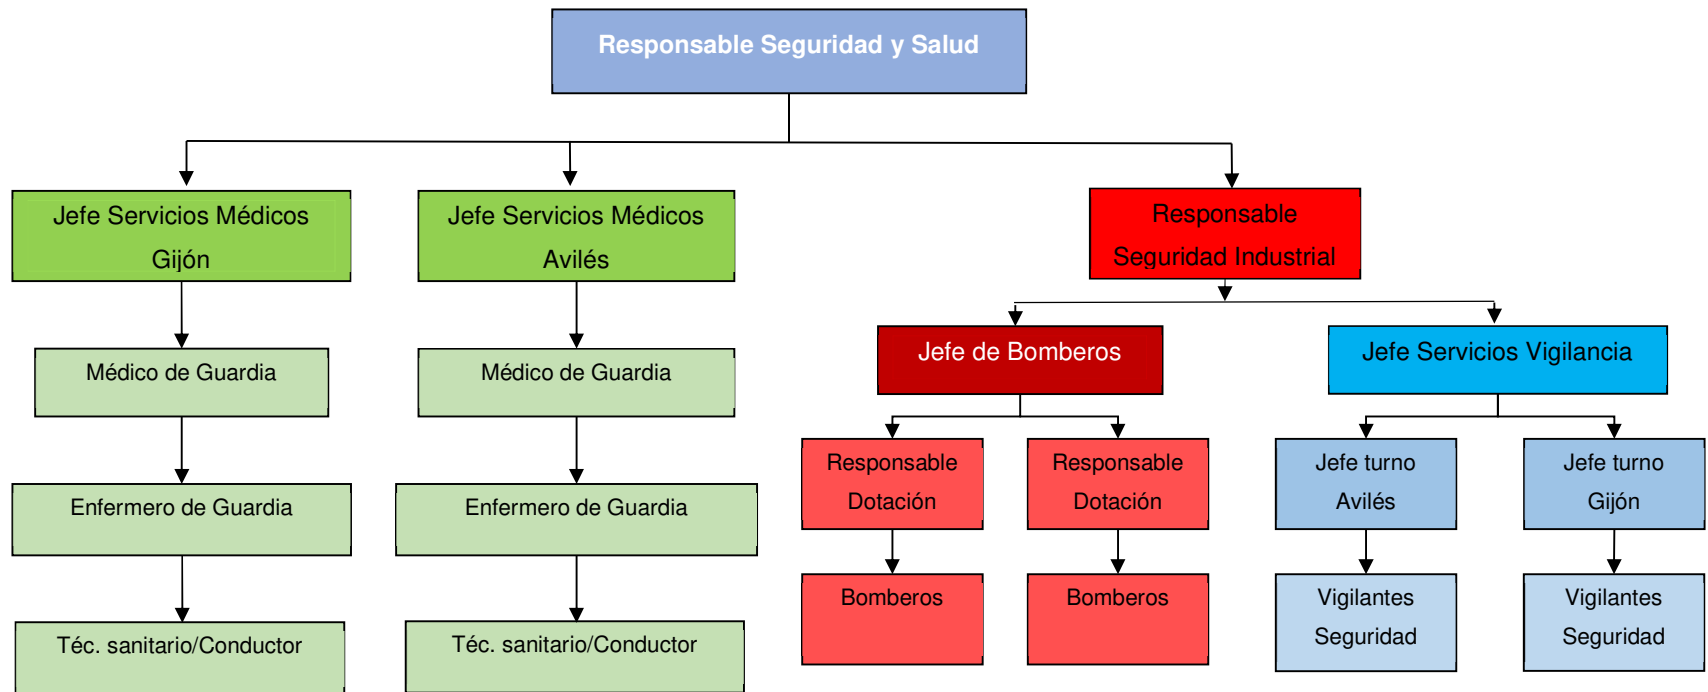 Responsable Seguridad y Salud
Jefe Servicios Médicos
Gijón
Jefe Servicios Médicos
Avilés
Responsable
Seguridad Industrial
Jefe de Bomberos
Jefe Servicios Vigilancia
Médico de Guardia
Médico de Guardia
Responsable
Dotación
Responsable
Dotación
Jefe turno
Avilés
Jefe turno
Gijón
Enfermero de Guardia
Enfermero de Guardia
Bomberos
Bomberos
Vigilantes
Seguridad
Vigilantes
Seguridad
Téc. sanitario/Conductor
Téc. sanitario/Conductor